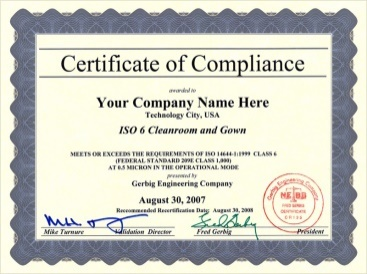 Certificate of Compliance
awarded to
Your Company Name Here
Technology City, USA
ISO 6 Cleanroom and Gown
MEETS OR EXCEEDS THE REQUIREMENTS OF ISO 14644-1:1999 CLASS 6
(FEDERAL STANDARD 209E CLASS 1,000)
AT 0.5 MICRON IN THE OPERATIONAL MODE
presented by
Gerbig Engineering Company
August 30, 2007
Recommended Recertification Date: August 30, 2008
Mike Turnure Validation Director Fred Gerbig President
Gerbig Engineering Company
FRED GERBIG
CERTIFICATE